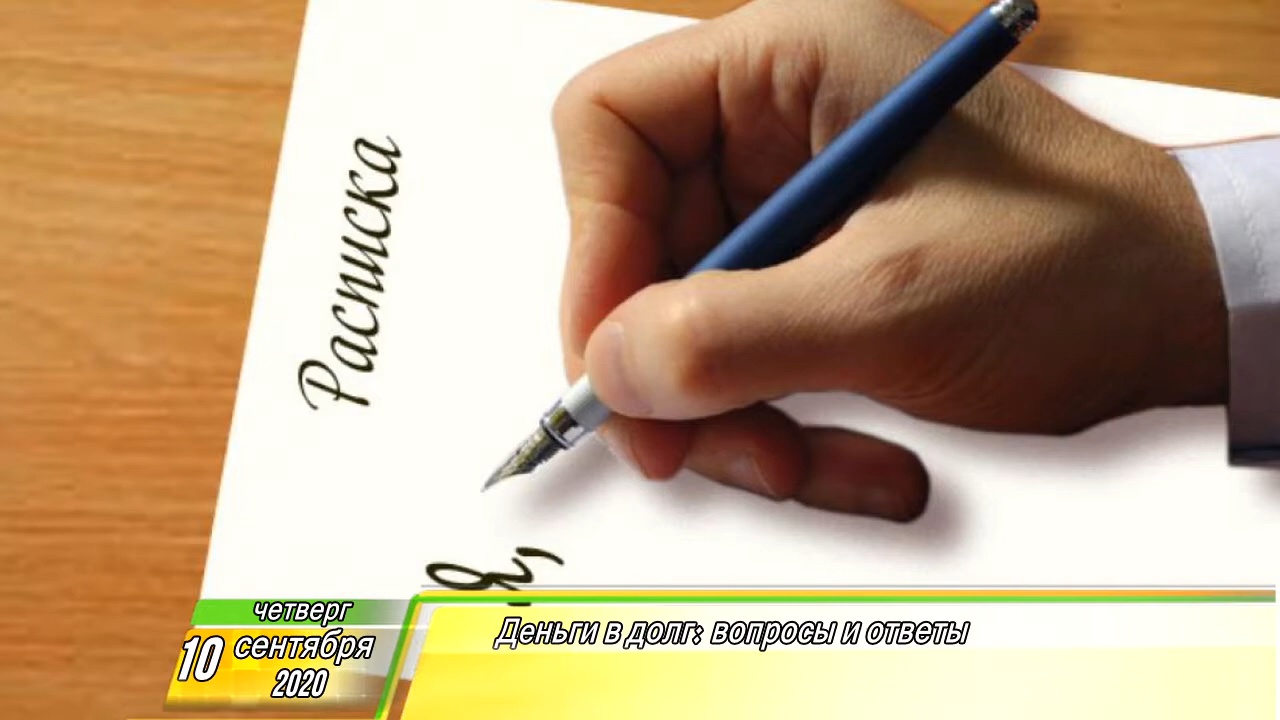 Расписка
Я,
четверг
10 сентября
2020
Деньги в долг: вопросы и ответы